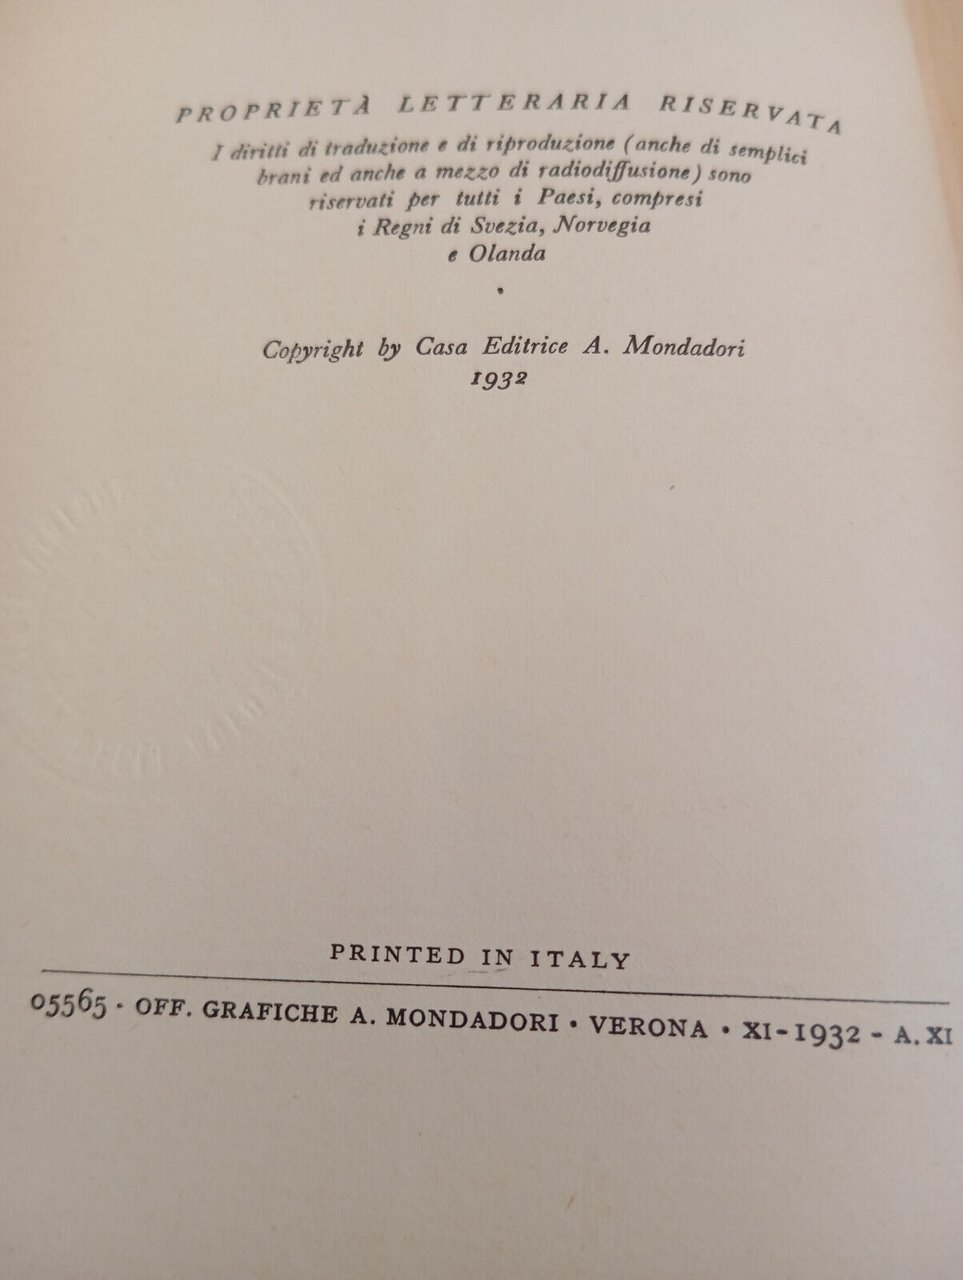 PROPRIETÀ LETTERARIA RISERVATA
I diritti di traduzione e di riproduzione (anche di semplici
brani ed anche a mezzo di radiodiffusione) sono
riservati per tutti i Paesi, compresi
i Regni di Svezia, Norvegia
e Olanda
•
Copyright by Casa Editrice A. Mondadori
1932
PRINTED IN ITALY
05565 · OFF. GRAFICHE A. MONDADORI • VERONA • XI-1932 - A. XI